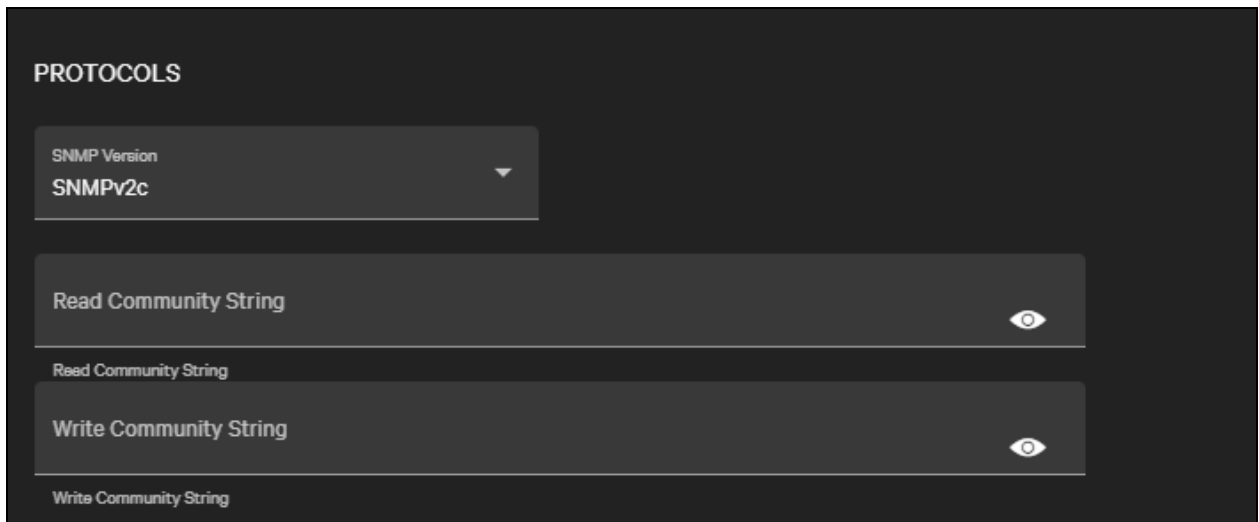 PROTOCOLS
SNMP Version
SNMPv2c
Read Community String
Read Community String
Write Community String
Write Community String